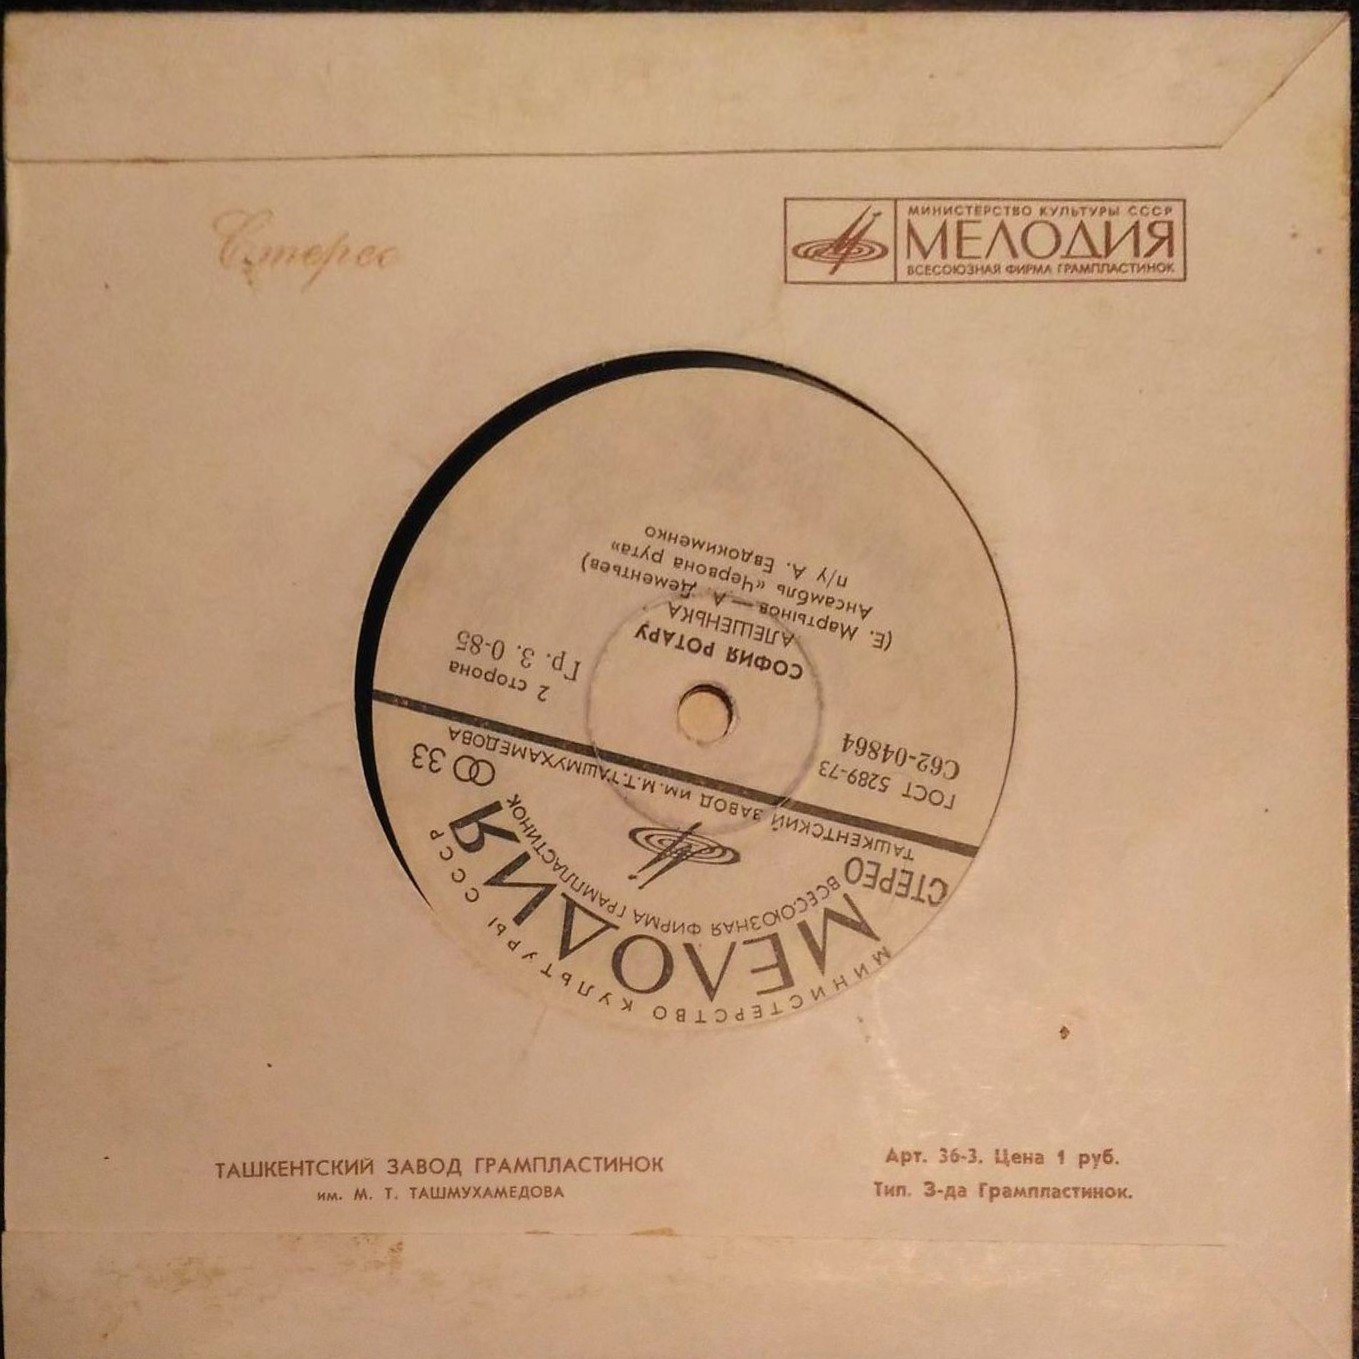 Стерео
МИНИСТЕРСТВО КУЛЬТУРЫ СССР
МЕЛОДИЯ
ВСЕСОЮЗНАЯ ФИРМА ГРАМПЛАСТИНОК
МИНИСТЕРСТВО КУЛЬТУРЫ СССР
МЕЛОДИЯ
ВСЕСОЮЗНАЯ ФИРМА ГРАМПЛАСТИНОК
СТЕРЕО
33
ТАШКЕНТСКИЙ ЗАВОД ИМ. М.Т.ТАШМУХАМЕДОВА
ГОСТ 5289-73
С62-04864
2 сторона
Гр. 3. 0-85
СОФИЯ РОТАРУ
АЛЕШЕНЬКА
(Е. Мартынов — А. Дементьев)
Ансамбль «Червона рута»
п/у А. Евдокименко
ТАШКЕНТСКИЙ ЗАВОД ГРАМПЛАСТИНОК
им. М. Т. ТАШМУХАМЕДОВА
Арт. 36-3. Цена 1 руб.
Тип. З-да Грампластинок.